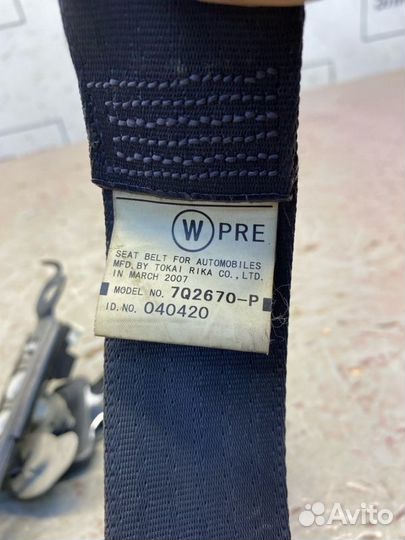 W PRE
SEAT BELT FOR AUTOMOBILES
MFD. BY TOKAI RIKA CO., LTD.
IN MARCH 2007
MODEL NO. 7Q2670-P
ID. NO. 040420
Avito